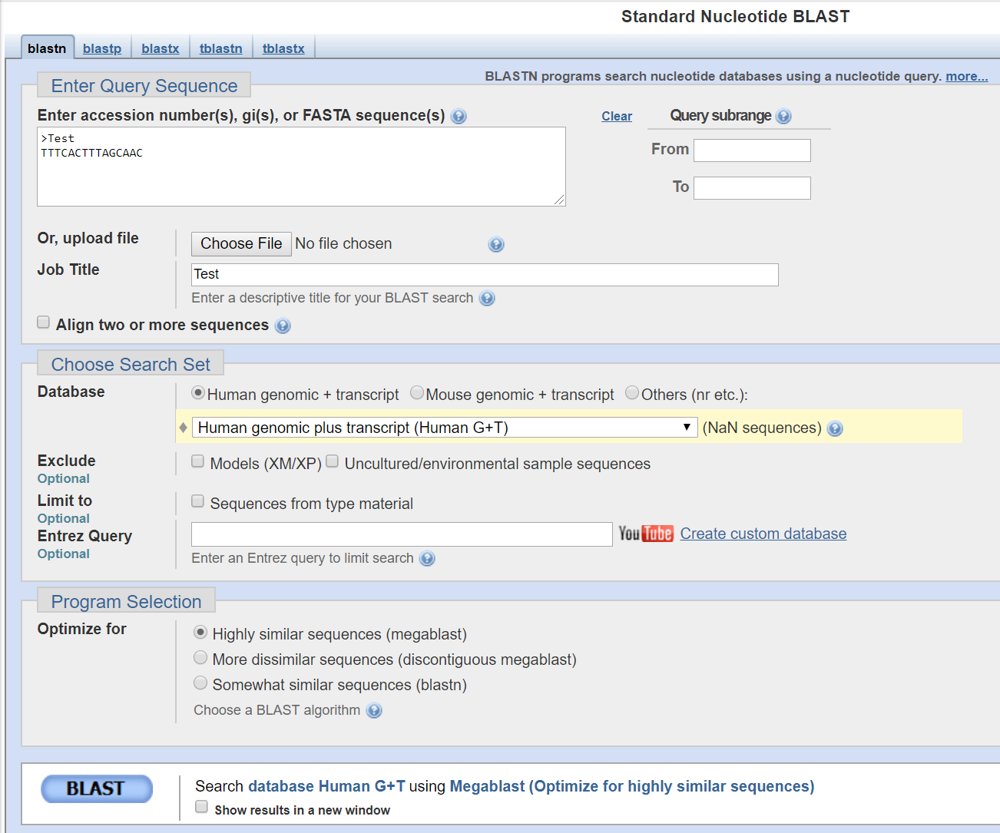 Standard Nucleotide BLAST
blastn blastp blastx tblastn tblastx
BLASTN programs search nucleotide databases using a nucleotide query. more...
Enter Query Sequence
Enter accession number(s), gi(s), or FASTA sequence(s) Clear Query subrange
>Test
TTTCACTTTAGCAAC
From
To
Or, upload file Choose File No file chosen
Job Title Test
Enter a descriptive title for your BLAST search
Align two or more sequences
Choose Search Set
Database Human genomic + transcript Mouse genomic + transcript Others (nr etc.):
Human genomic plus transcript (Human G+T) (NaN sequences)
Exclude Models (XM/XP) Uncultured/environmental sample sequences
Optional
Limit to Sequences from type material
Optional
Entrez Query YouTube Create custom database
Optional Enter an Entrez query to limit search
Program Selection
Optimize for Highly similar sequences (megablast)
More dissimilar sequences (discontiguous megablast)
Somewhat similar sequences (blastn)
Choose a BLAST algorithm
BLAST Search database Human G+T using Megablast (Optimize for highly similar sequences)
Show results in a new window